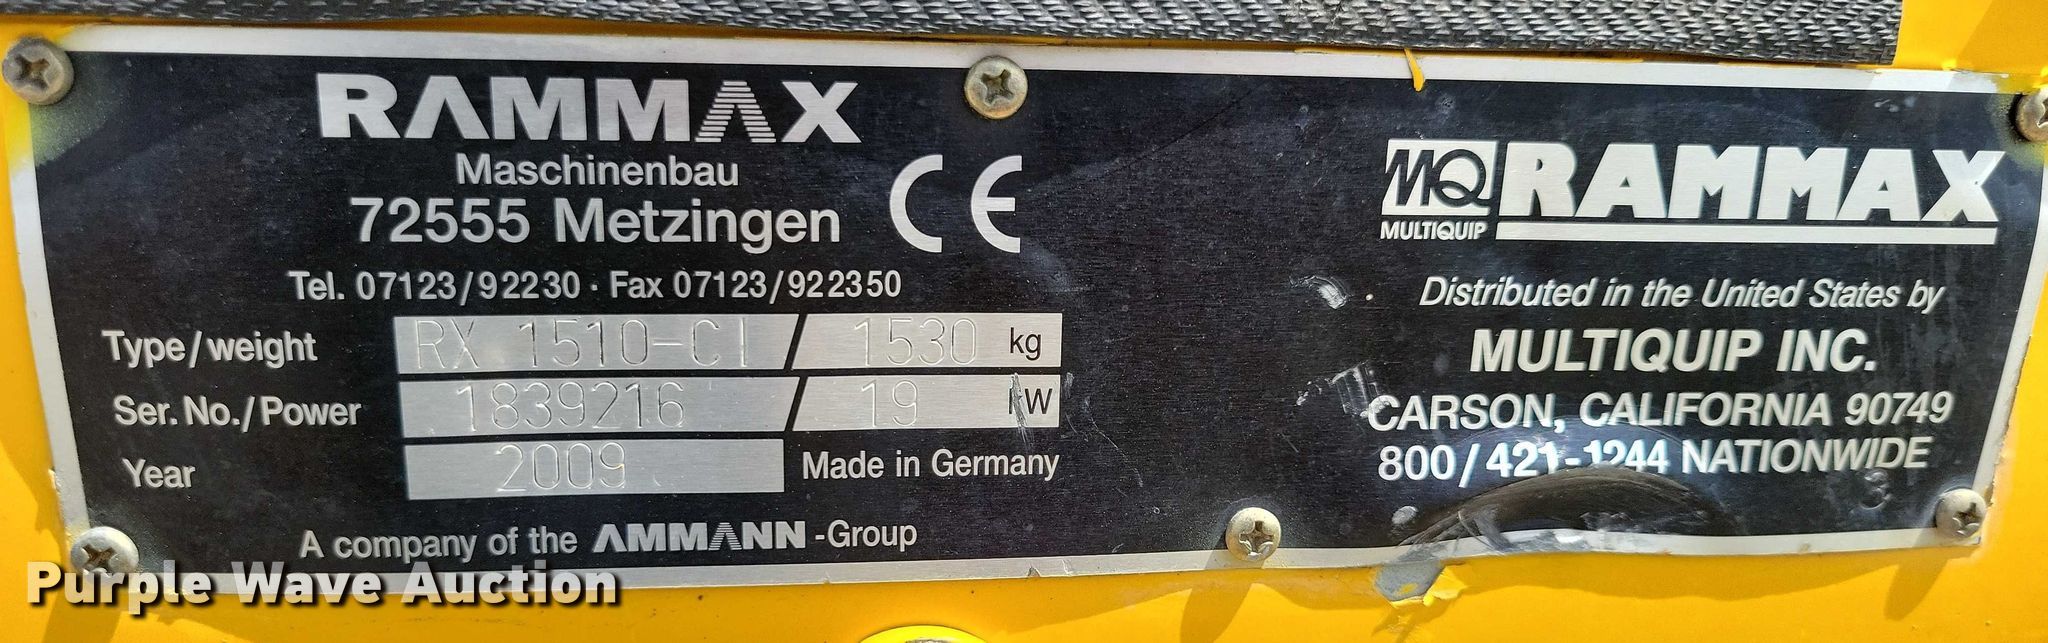 RAMMAX
Maschinenbau
72555 Metzingen
CE
Tel. 07123/92230 · Fax 07123/922350
Type/weight RX 1510-CI / 1530 kg
Ser. No./Power 1839216 / 19 kW
Year 2009 Made in Germany
A company of the AMMANN-Group
MQ RAMMAX
MULTIQUIP
Distributed in the United States by
MULTIQUIP INC.
CARSON, CALIFORNIA 90749
800/421-1244 NATIONWIDE
Purple Wave Auction